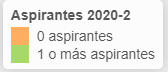 Aspirantes 2020-2
0 aspirantes
1 o más aspirantes